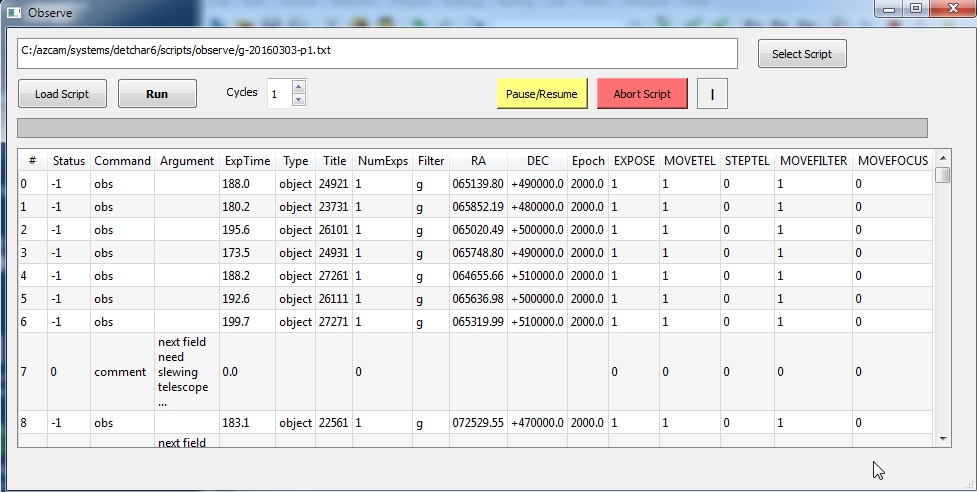 Observe
C:/azcam/systems/detchar6/scripts/observe/g-20160303-p1.txt
Select Script
Load Script Run Cycles 1 Pause/Resume Abort Script |
# Status Command Argument ExpTime Type Title NumExps Filter RA DEC Epoch EXPOSE MOVETEL STEPTEL MOVEFILTER MOVEFOCUS
0 -1 obs 188.0 object 24921 1 g 065139.80 +490000.0 2000.0 1 1 0 1 0
1 -1 obs 180.2 object 23731 1 g 065852.19 +480000.0 2000.0 1 1 0 1 0
2 -1 obs 195.6 object 26101 1 g 065020.49 +500000.0 2000.0 1 1 0 1 0
3 -1 obs 173.5 object 24931 1 g 065748.80 +490000.0 2000.0 1 1 0 1 0
4 -1 obs 188.2 object 27261 1 g 064655.66 +510000.0 2000.0 1 1 0 1 0
5 -1 obs 192.6 object 26111 1 g 065636.98 +500000.0 2000.0 1 1 0 1 0
6 -1 obs 199.7 object 27271 1 g 065319.99 +510000.0 2000.0 1 1 0 1 0
next field
need
7 0 comment slewing 0.0 0 0 0 0 0 0
telescope
...
8 -1 obs 183.1 object 22561 1 g 072529.55 +470000.0 2000.0 1 1 0 1 0
next field